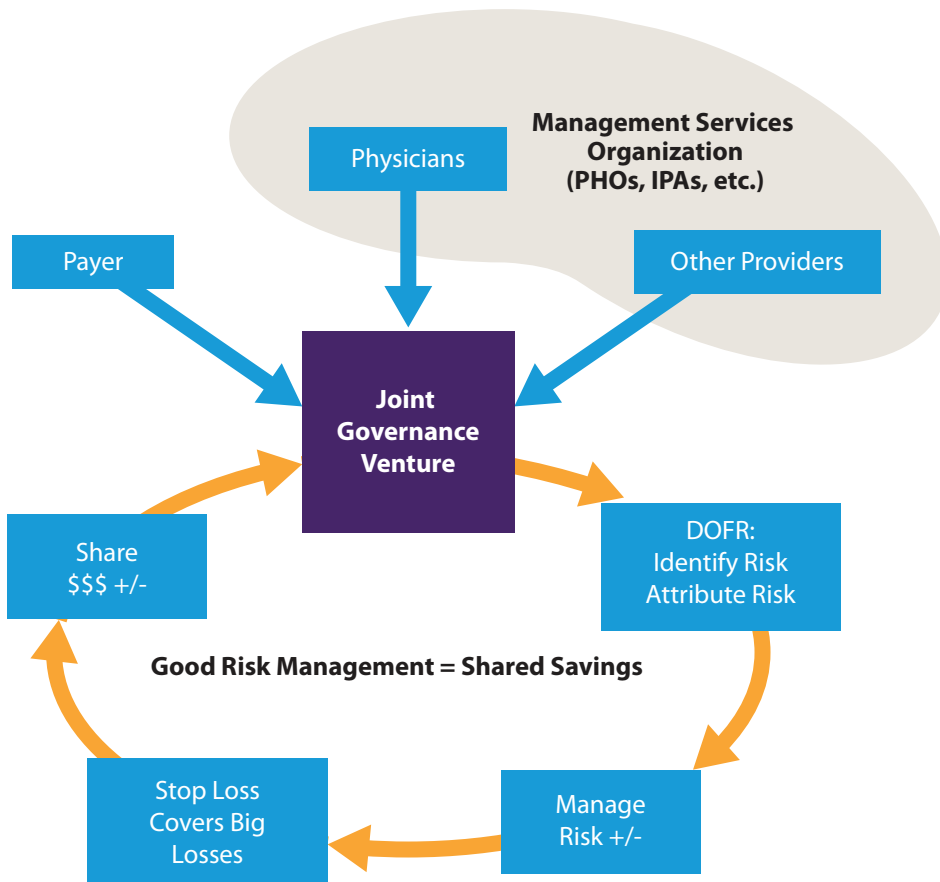 Management Services
Organization
(PHOs, IPAs, etc.)
Physicians
Payer
Other Providers
Joint
Governance
Venture
Share
$$$ +/-
DOFR:
Identify Risk
Attribute Risk
Good Risk Management = Shared Savings
Stop Loss
Covers Big
Losses
Manage
Risk +/-